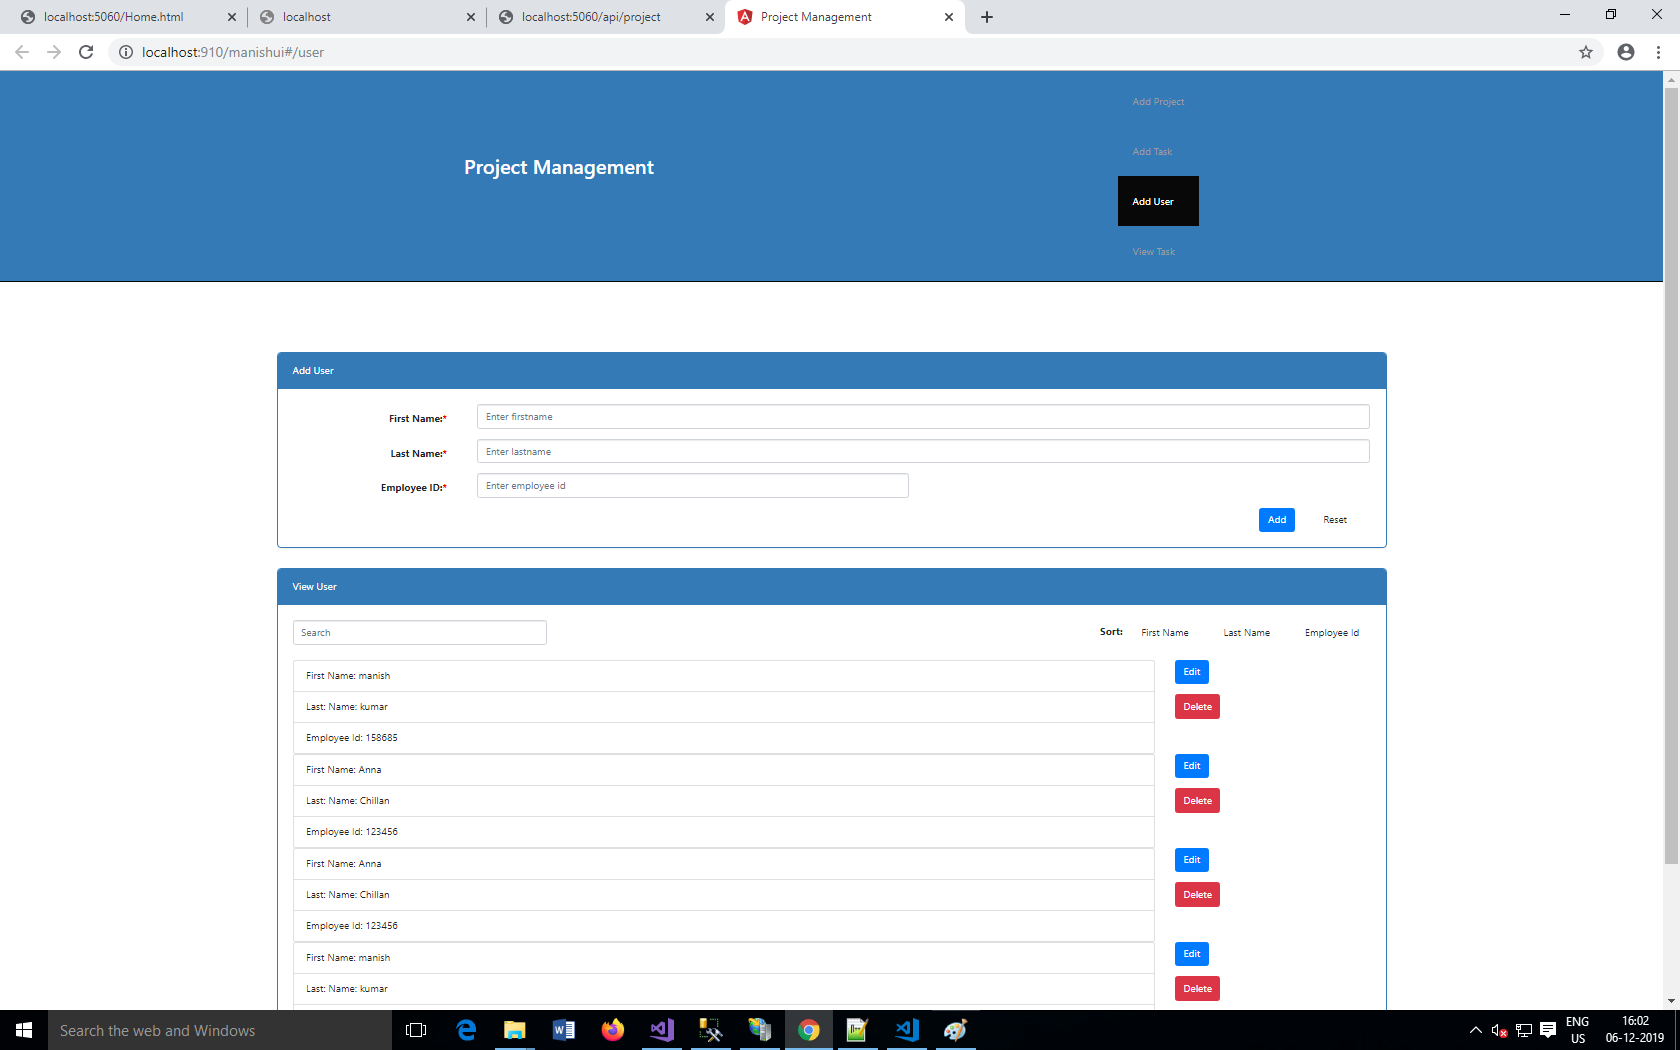 localhost:5060/Home.html
localhost
localhost:5060/api/project
Project Management
localhost:910/manishui#/user
Add Project
Add Task
Project Management
Add User
View Task
Add User
First Name:*
Enter firstname
Last Name:*
Enter lastname
Employee ID:*
Enter employee id
Add
Reset
View User
Search
Sort: First Name Last Name Employee Id
First Name: manish
Edit
Last: Name: kumar
Delete
Employee Id: 158685
First Name: Anna
Edit
Last: Name: Chillan
Delete
Employee Id: 123456
First Name: Anna
Edit
Last: Name: Chillan
Delete
Employee Id: 123456
First Name: manish
Edit
Last: Name: kumar
Delete
Search the web and Windows
ENG
US
16:02
06-12-2019